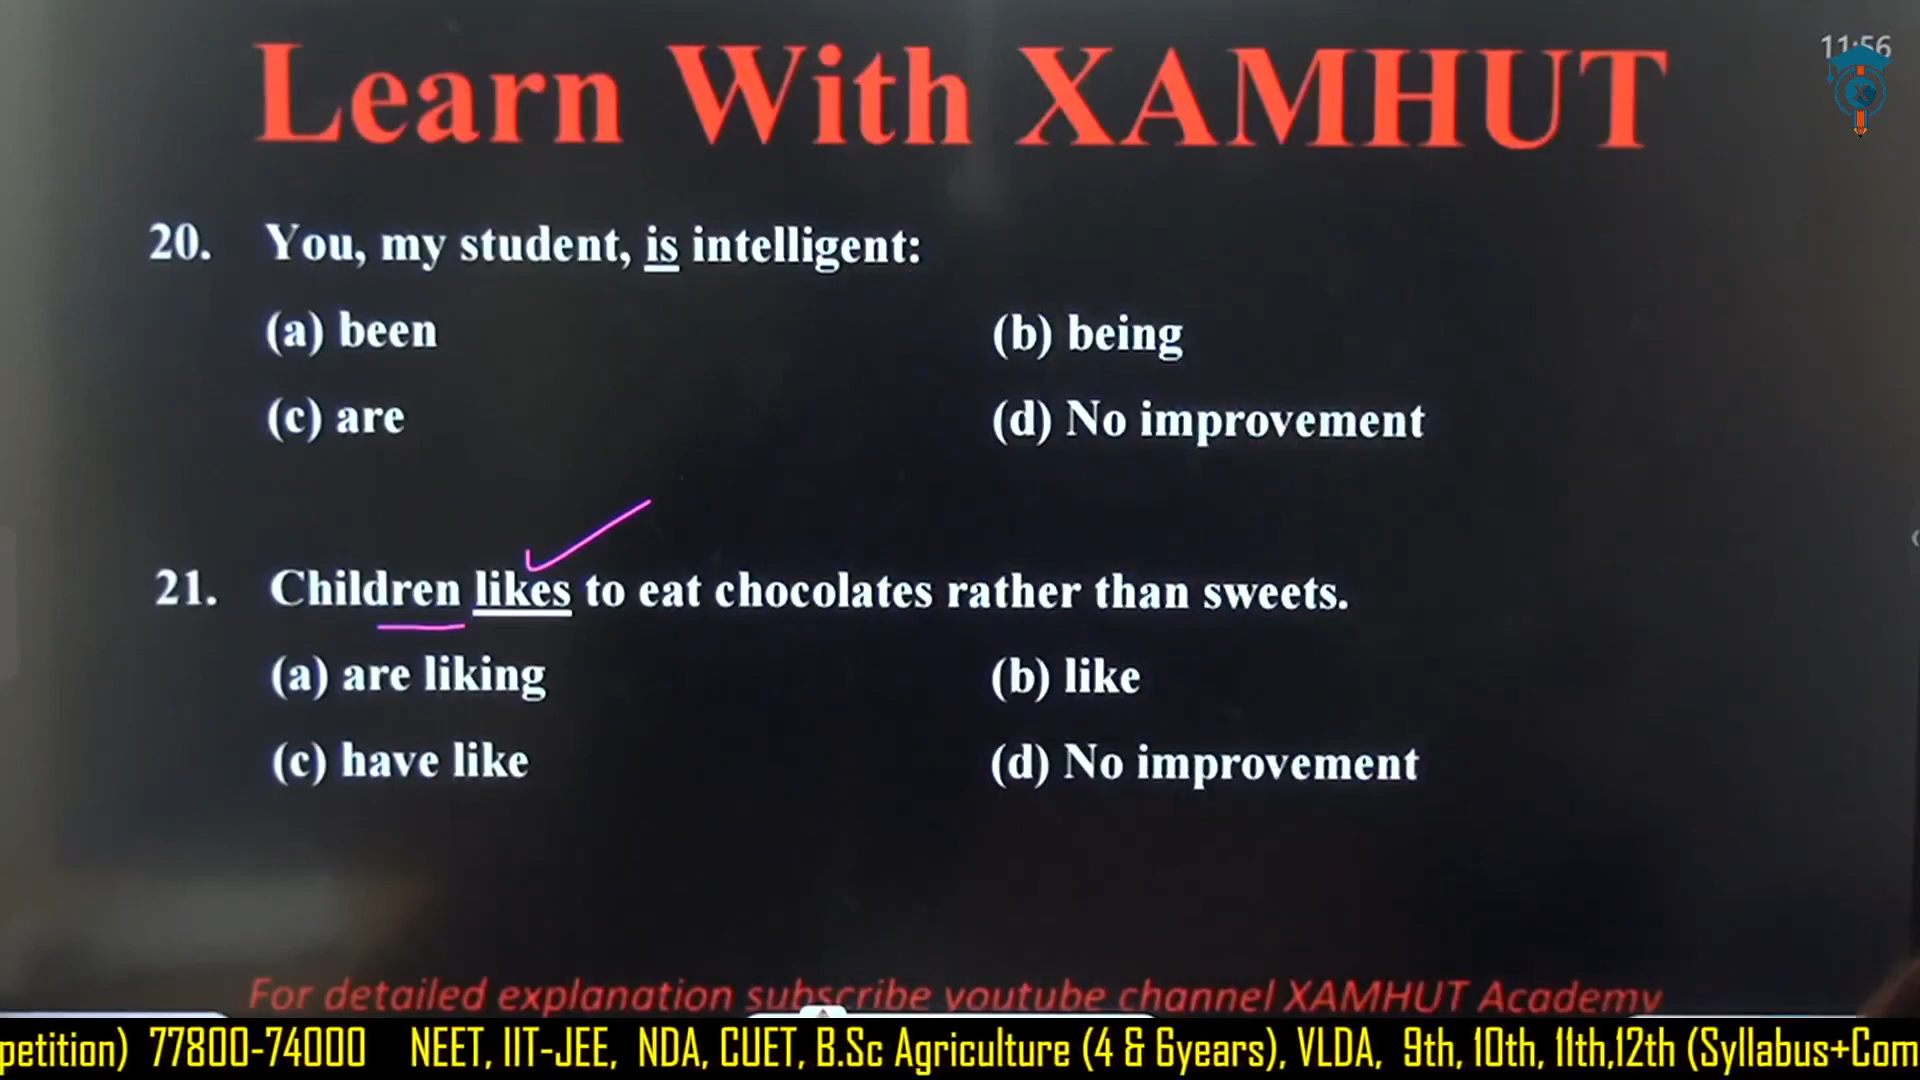 Learn With XAMHUT
11:56
20. You, my student, is intelligent:
(a) been (b) being
(c) are (d) No improvement
21. Children likes to eat chocolates rather than sweets.
(a) are liking (b) like
(c) have like (d) No improvement
For detailed explanation subscribe youtube channel XAMHUT Academy
petition) 77800-74000 NEET, IIT-JEE, NDA, CUET, B.Sc Agriculture (4 & 6years), VLDA, 9th, 10th, 11th,12th (Syllabus+Com